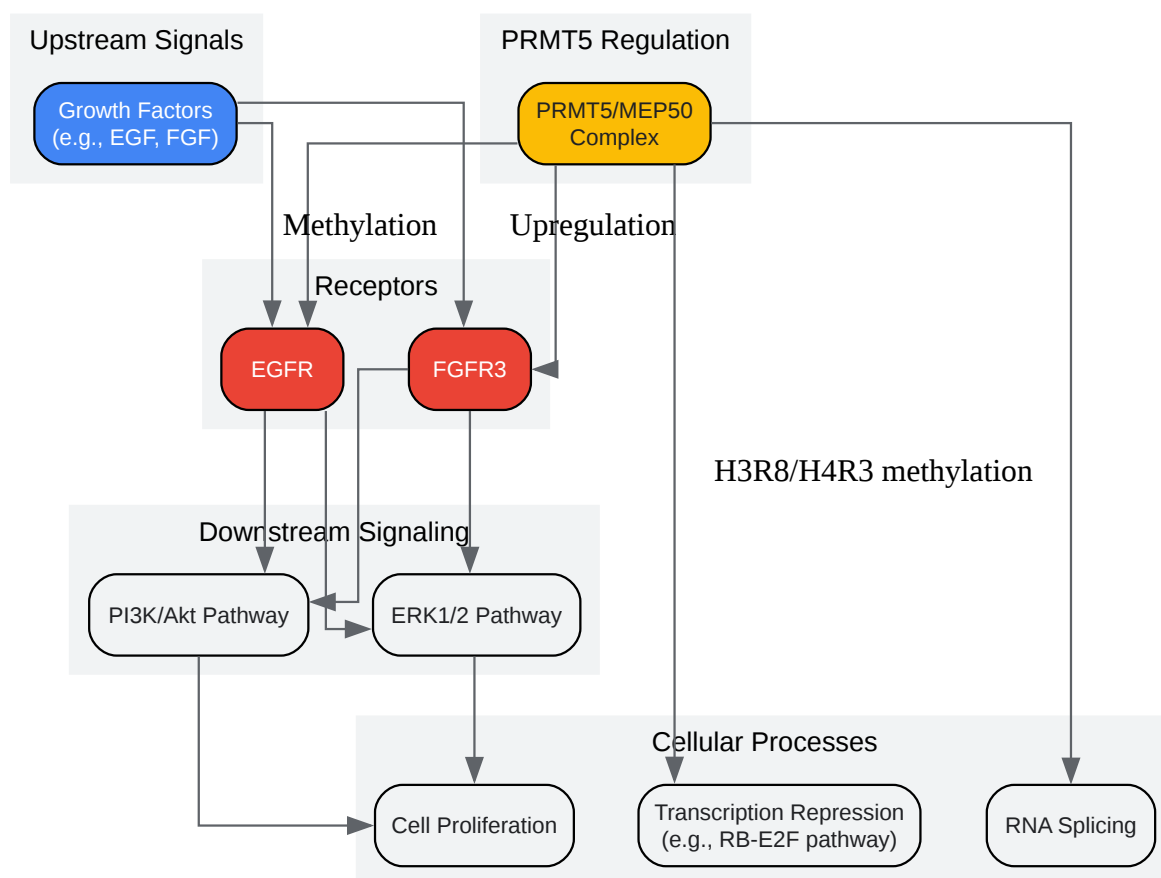 Upstream Signals
PRMT5 Regulation
Growth Factors
(e.g., EGF, FGF)
PRMT5/MEP50
Complex
Methylation
Upregulation
Receptors
EGFR
FGFR3
H3R8/H4R3 methylation
Downstream Signaling
PI3K/Akt Pathway
ERK1/2 Pathway
Cellular Processes
Cell Proliferation
Transcription Repression
(e.g., RB-E2F pathway)
RNA Splicing